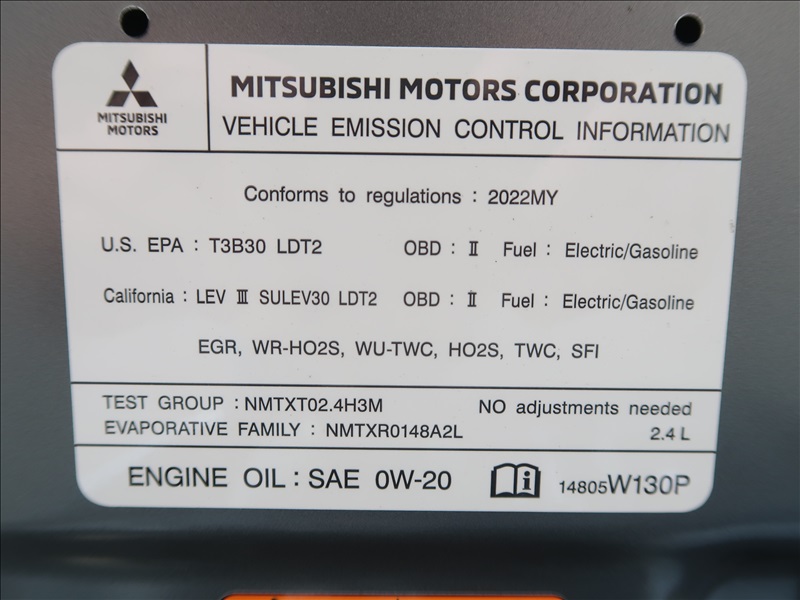 MITSUBISHI
MOTORS
MITSUBISHI MOTORS CORPORATION
VEHICLE EMISSION CONTROL INFORMATION
Conforms to regulations : 2022MY
U.S. EPA : T3B30 LDT2 OBD : Ⅱ Fuel : Electric/Gasoline
California : LEV Ⅲ SULEV30 LDT2 OBD : Ⅱ Fuel : Electric/Gasoline
EGR, WR-HO2S, WU-TWC, HO2S, TWC, SFI
TEST GROUP : NMTXT02.4H3M NO adjustments needed
EVAPORATIVE FAMILY : NMTXR0148A2L 2.4 L
ENGINE OIL : SAE 0W-20 i 14805W130P